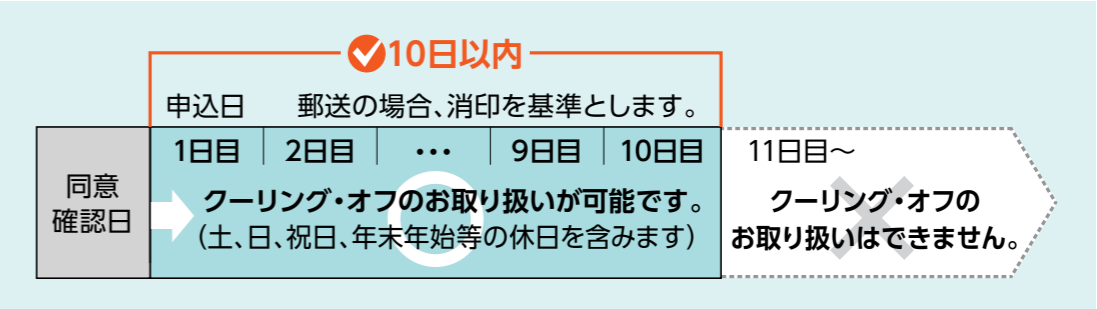 10日以内
申込日 郵送の場合、消印を基準とします。
1日目 2日目 ・・・ 9日目 10日目 11日目～
同意
確認日
クーリング・オフのお取り扱いが可能です。
（土、日、祝日、年末年始等の休日を含みます）
クーリング・オフの
お取り扱いはできません。